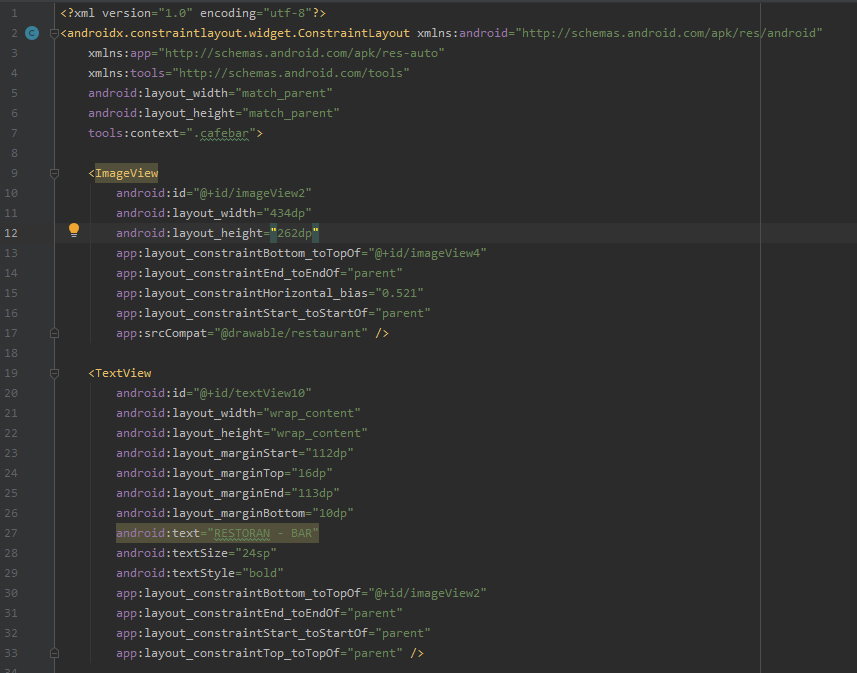 1 <?xml version="1.0" encoding="utf-8"?>
2 C <androidx.constraintlayout.widget.ConstraintLayout xmlns:android="http://schemas.android.com/apk/res/android"
3 xmlns:app="http://schemas.android.com/apk/res-auto"
4 xmlns:tools="http://schemas.android.com/tools"
5 android:layout_width="match_parent"
6 android:layout_height="match_parent"
7 tools:context=".cafebar">
8
9 <ImageView
10 android:id="@+id/imageView2"
11 android:layout_width="434dp"
12 android:layout_height="262dp"
13 app:layout_constraintBottom_toTopOf="@+id/imageView4"
14 app:layout_constraintEnd_toEndOf="parent"
15 app:layout_constraintHorizontal_bias="0.521"
16 app:layout_constraintStart_toStartOf="parent"
17 app:srcCompat="@drawable/restaurant" />
18
19 <TextView
20 android:id="@+id/textView10"
21 android:layout_width="wrap_content"
22 android:layout_height="wrap_content"
23 android:layout_marginStart="112dp"
24 android:layout_marginTop="16dp"
25 android:layout_marginEnd="113dp"
26 android:layout_marginBottom="10dp"
27 android:text="RESTORAN - BAR"
28 android:textSize="24sp"
29 android:textStyle="bold"
30 app:layout_constraintBottom_toTopOf="@+id/imageView2"
31 app:layout_constraintEnd_toEndOf="parent"
32 app:layout_constraintStart_toStartOf="parent"
33 app:layout_constraintTop_toTopOf="parent" />
34